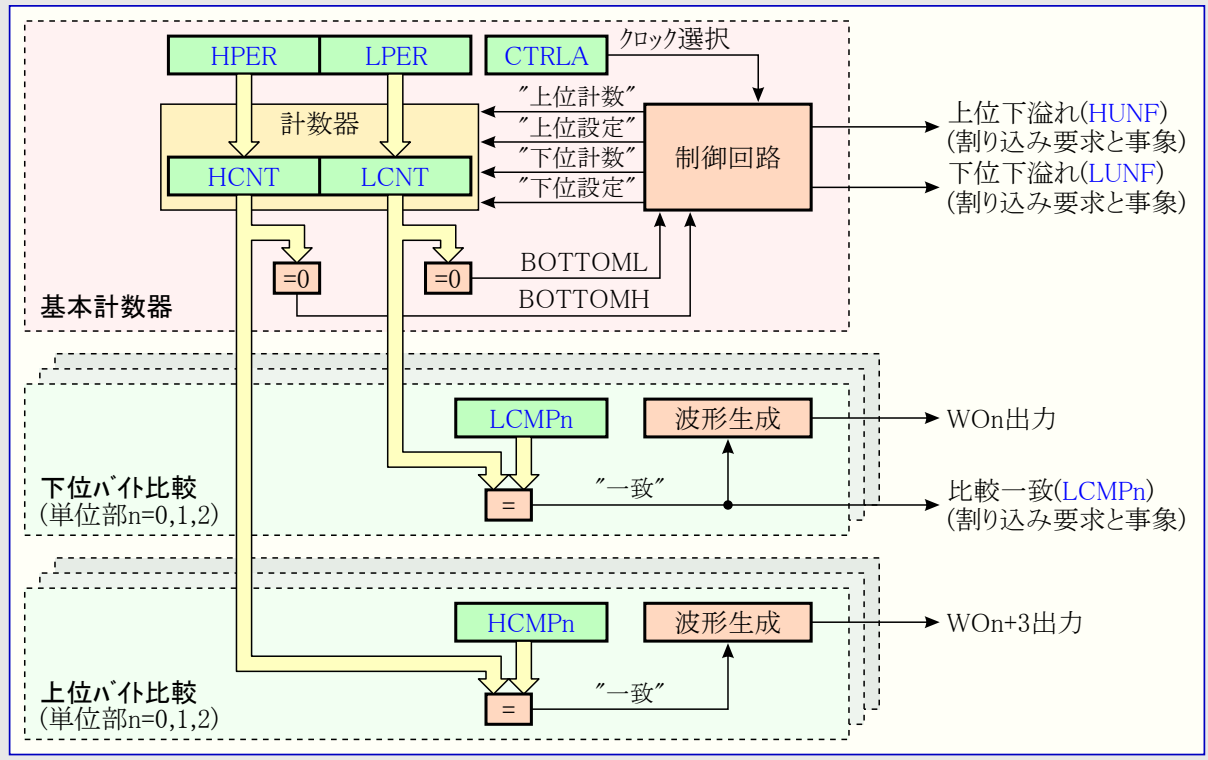 HPER
LPER
CTRLA
クロック選択
計数器
"上位計数"
"上位設定"
"下位計数"
"下位設定"
制御回路
上位下溢れ(HUNF)
(割り込み要求と事象)
下位下溢れ(LUNF)
(割り込み要求と事象)
HCNT
LCNT
=0
=0
BOTTOML
BOTTOMH
基本計数器
LCMPn
波形生成
WOn出力
下位バイト比較
(単位部n=0,1,2)
=
"一致"
比較一致(LCMPn)
(割り込み要求と事象)
HCMPn
波形生成
WOn+3出力
上位バイト比較
(単位部n=0,1,2)
=
"一致"